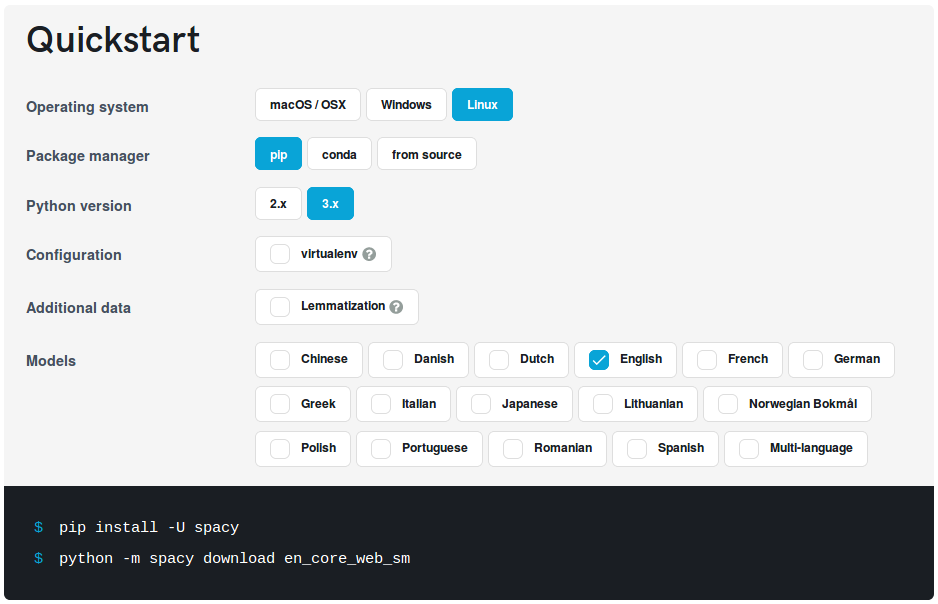 Quickstart
Operating system macOS / OSX Windows Linux
Package manager pip conda from source
Python version 2.x 3.x
Configuration virtualenv ?
Additional data Lemmatization ?
Models Chinese Danish Dutch English French German
Greek Italian Japanese Lithuanian Norwegian Bokmål
Polish Portuguese Romanian Spanish Multi-language
$ pip install -U spacy
$ python -m spacy download en_core_web_sm